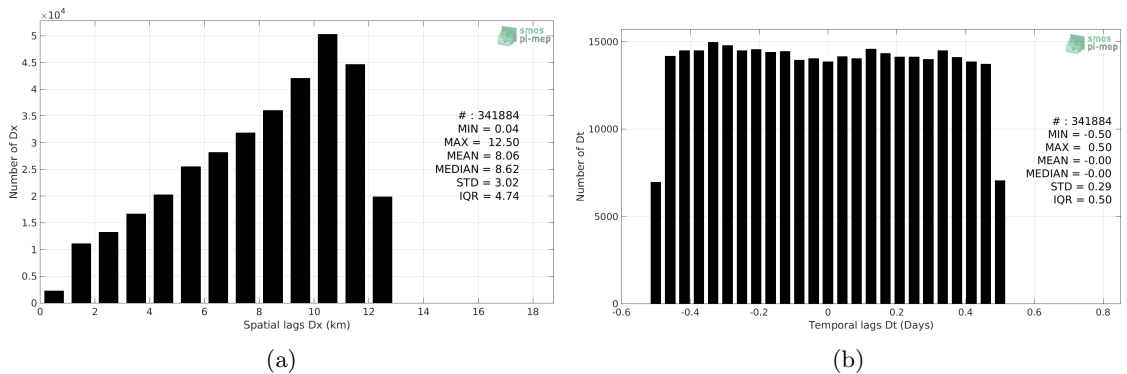 ×10⁴
5
4.5
4
3.5
3
2.5
2
1.5
1
0.5
0
Number of Dx
smos
pi-mep
# : 341884
MIN = 0.04
MAX = 12.50
MEAN = 8.06
MEDIAN = 8.62
STD = 3.02
IQR = 4.74
0 2 4 6 8 10 12 14 16 18
Spatial lags Dx (km)
(a)
15000
10000
5000
0
Number of Dt
smos
pi-mep
# : 341884
MIN = -0.50
MAX = 0.50
MEAN = -0.00
MEDIAN = -0.00
STD = 0.29
IQR = 0.50
-0.6 -0.4 -0.2 0 0.2 0.4 0.6 0.8
Temporal lags Dt (Days)
(b)